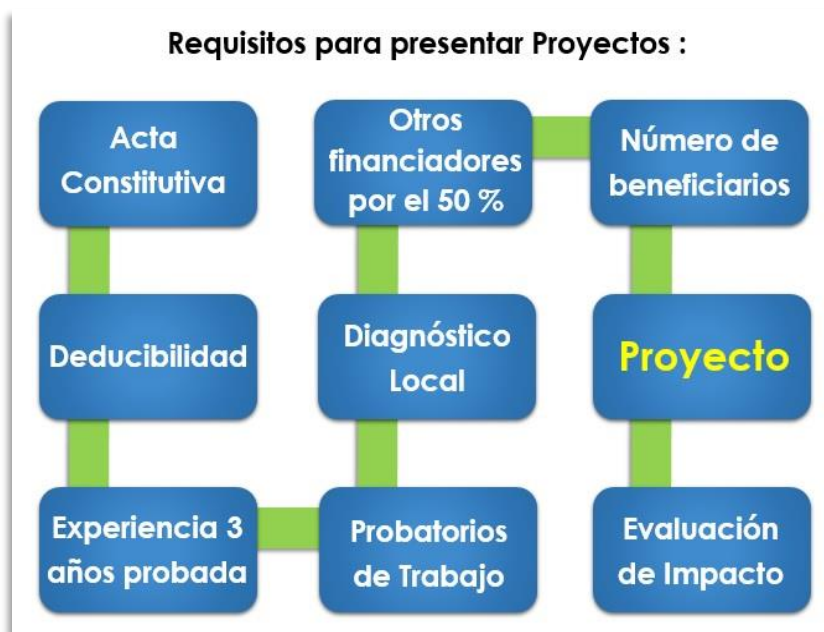 Requisitos para presentar Proyectos :
Acta
Constitutiva
Deducibilidad
Experiencia 3
años probada
Probatorios
de Trabajo
Diagnóstico
Local
Otros
financiadores
por el 50 %
Número de
beneficiarios
Proyecto
Evaluación
de Impacto